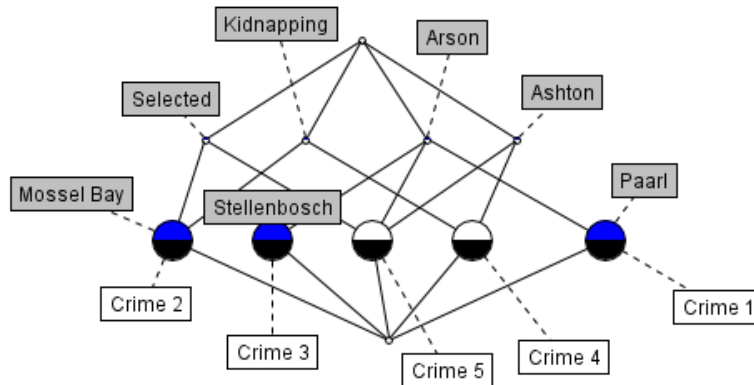 Kidnapping
Arson
Selected
Ashton
Mossel Bay
Stellenbosch
Paarl
Crime 2
Crime 3
Crime 5
Crime 4
Crime 1